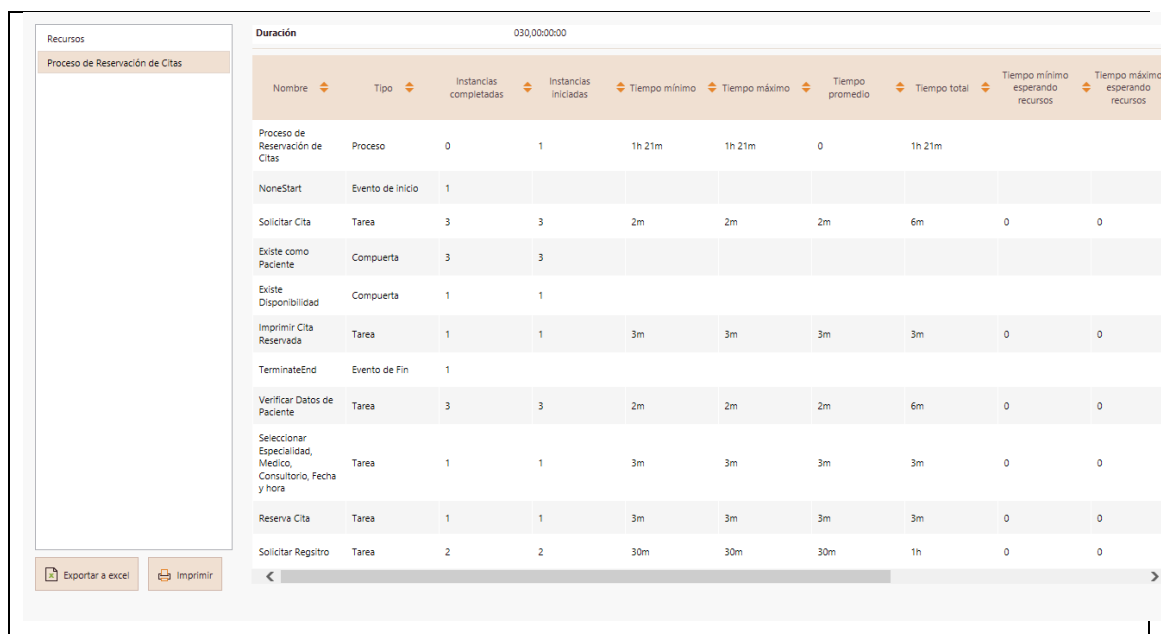 Recursos
Proceso de Reservación de Citas
Duración 030,00:00:00
Nombre Tipo Instancias completadas Instancias iniciadas Tiempo mínimo Tiempo máximo Tiempo promedio Tiempo total Tiempo mínimo esperando recursos Tiempo máximo esperando recursos
Proceso de Reservación de Citas Proceso 0 1 1h 21m 1h 21m 0 1h 21m
NoneStart Evento de inicio 1
Solicitar Cita Tarea 3 3 2m 2m 2m 6m 0 0
Existe como Paciente Compuerta 3 3
Existe Disponibilidad Compuerta 1 1
Imprimir Cita Reservada Tarea 1 1 3m 3m 3m 3m 0 0
TerminateEnd Evento de Fin 1
Verificar Datos de Paciente Tarea 3 3 2m 2m 2m 6m 0 0
Seleccionar Especialidad, Medico, Consultorio, Fecha y hora Tarea 1 1 3m 3m 3m 3m 0 0
Reserva Cita Tarea 1 1 3m 3m 3m 3m 0 0
Solicitar Regsitro Tarea 2 2 30m 30m 30m 1h 0 0
Exportar a excel Imprimir